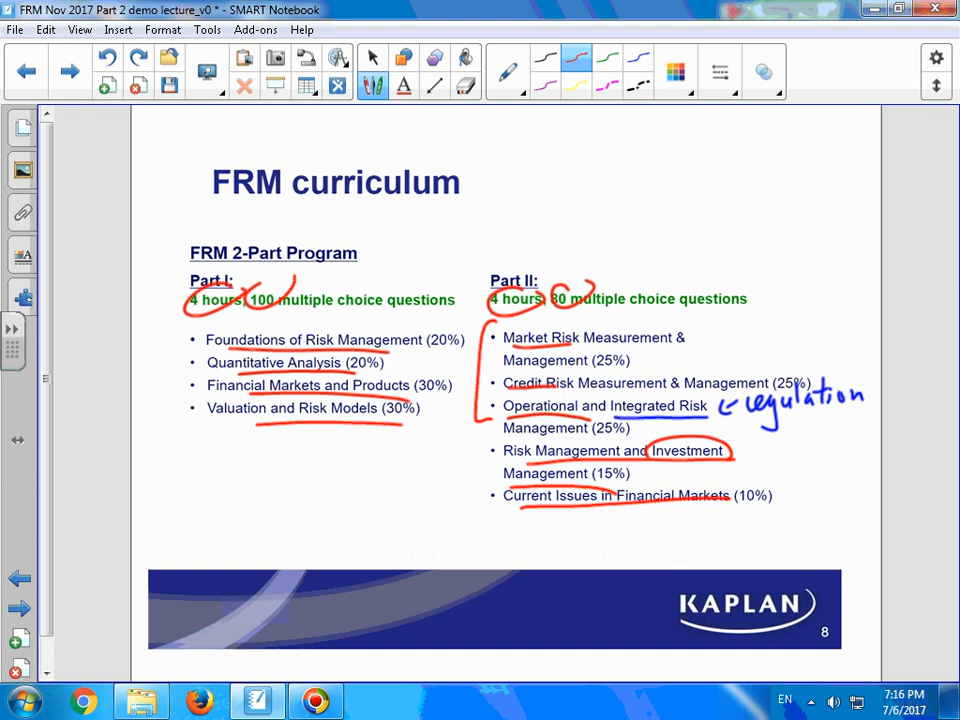 FRM Nov 2017 Part 2 demo lecture_v0 * - SMART Notebook
File Edit View Insert Format Tools Add-ons Help
FRM curriculum
FRM 2-Part Program
Part I:
4 hours, 100 multiple choice questions
• Foundations of Risk Management (20%)
• Quantitative Analysis (20%)
• Financial Markets and Products (30%)
• Valuation and Risk Models (30%)
Part II:
4 hours, 80 multiple choice questions
• Market Risk Measurement &
Management (25%)
• Credit Risk Measurement & Management (25%)
• Operational and Integrated Risk
Management (25%)
regulation
• Risk Management and Investment
Management (15%)
• Current Issues in Financial Markets (10%)
KAPLAN
8
EN
7:16 PM
7/6/2017